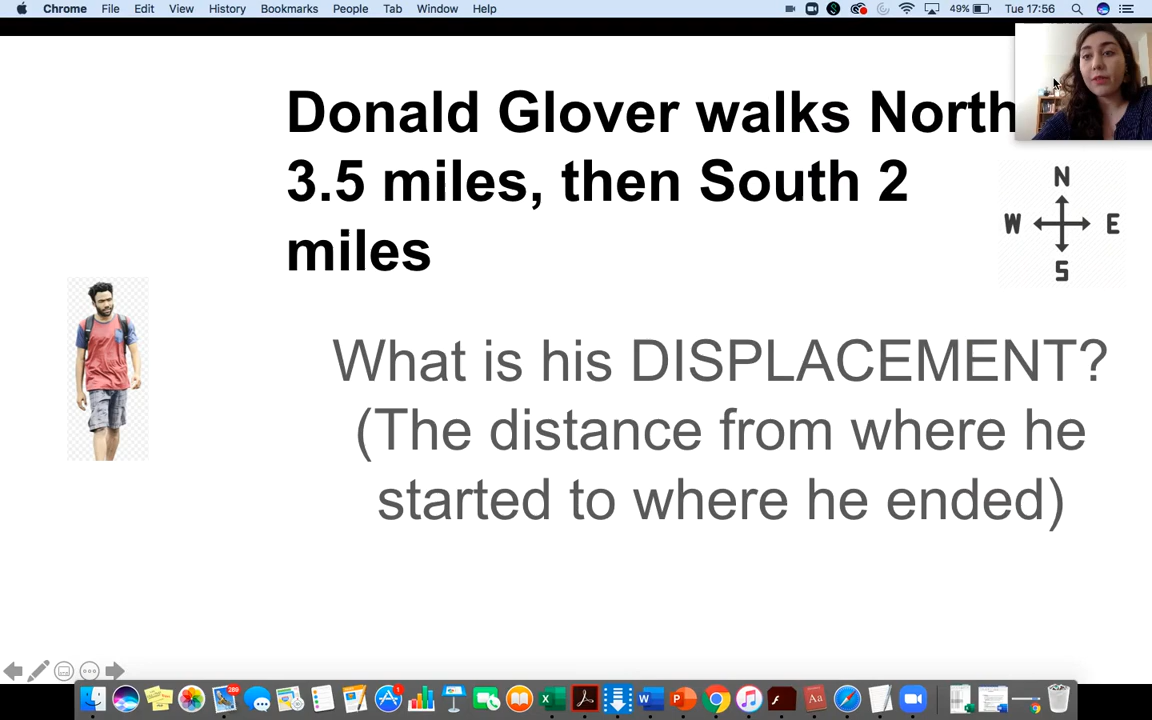 Chrome File Edit View History Bookmarks People Tab Window Help 49% Tue 17:56
Donald Glover walks North
3.5 miles, then South 2
miles
N
W E
S
What is his DISPLACEMENT?
(The distance from where he
started to where he ended)